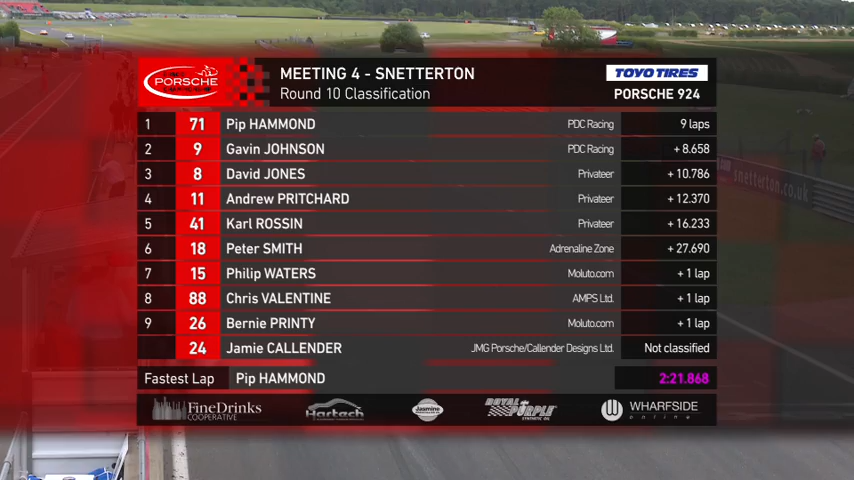 MEETING 4 - SNETTERTON
TOYO TIRES
PORSCHE
Round 10 Classification
PORSCHE 924
1 71 Pip HAMMOND PDC Racing 9 laps
2 9 Gavin JOHNSON PDC Racing + 8.658
3 8 David JONES Privateer + 10.786
4 11 Andrew PRITCHARD Privateer + 12.370
5 41 Karl ROSSIN Privateer + 16.233
6 18 Peter SMITH Adrenaline Zone + 27.690
7 15 Philip WATERS Moluto.com + 1 lap
8 88 Chris VALENTINE AMPS Ltd. + 1 lap
9 26 Bernie PRINTY Moluto.com + 1 lap
24 Jamie CALLENDER JMG Porsche/Callender Designs Ltd. Not classified
Fastest Lap Pip HAMMOND 2:21.868
FineDrinks
COOPERATIVE
Hartech
Jasmine
ROYAL PURPLE
SYNTHETIC OIL
WHARFSIDE
online
snetterton.co.uk